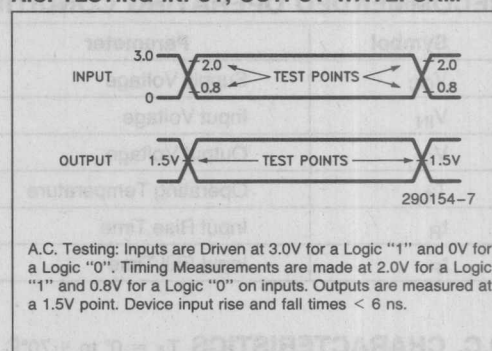 3.0
2.0 TEST POINTS 2.0
INPUT
0.8 0.8
0
OUTPUT 1.5V TEST POINTS 1.5V
290154–7
A.C. Testing: Inputs are Driven at 3.0V for a Logic "1" and 0V for
a Logic "0". Timing Measurements are made at 2.0V for a Logic
"1" and 0.8V for a Logic "0" on inputs. Outputs are measured at
a 1.5V point. Device input rise and fall times < 6 ns.